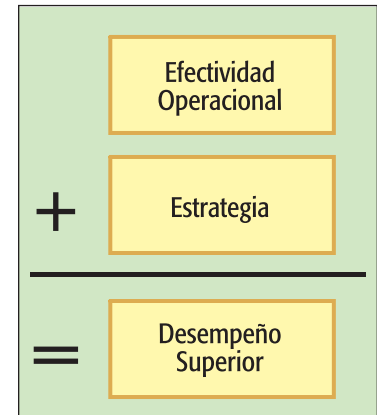 Efectividad
Operacional
+
Estrategia
=
Desempeño
Superior